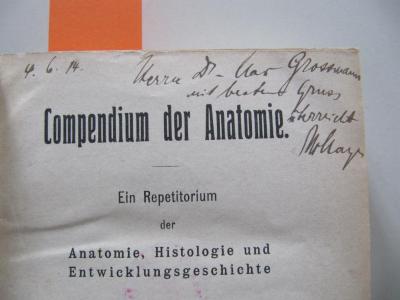 4. 6. 14.
Herrn Dr. Max Grossmann
mit bestem Gruss
überreicht
Compendium der Anatomie.
Ein Repetitorium
der
Anatomie, Histologie und
Entwicklungsgeschichte